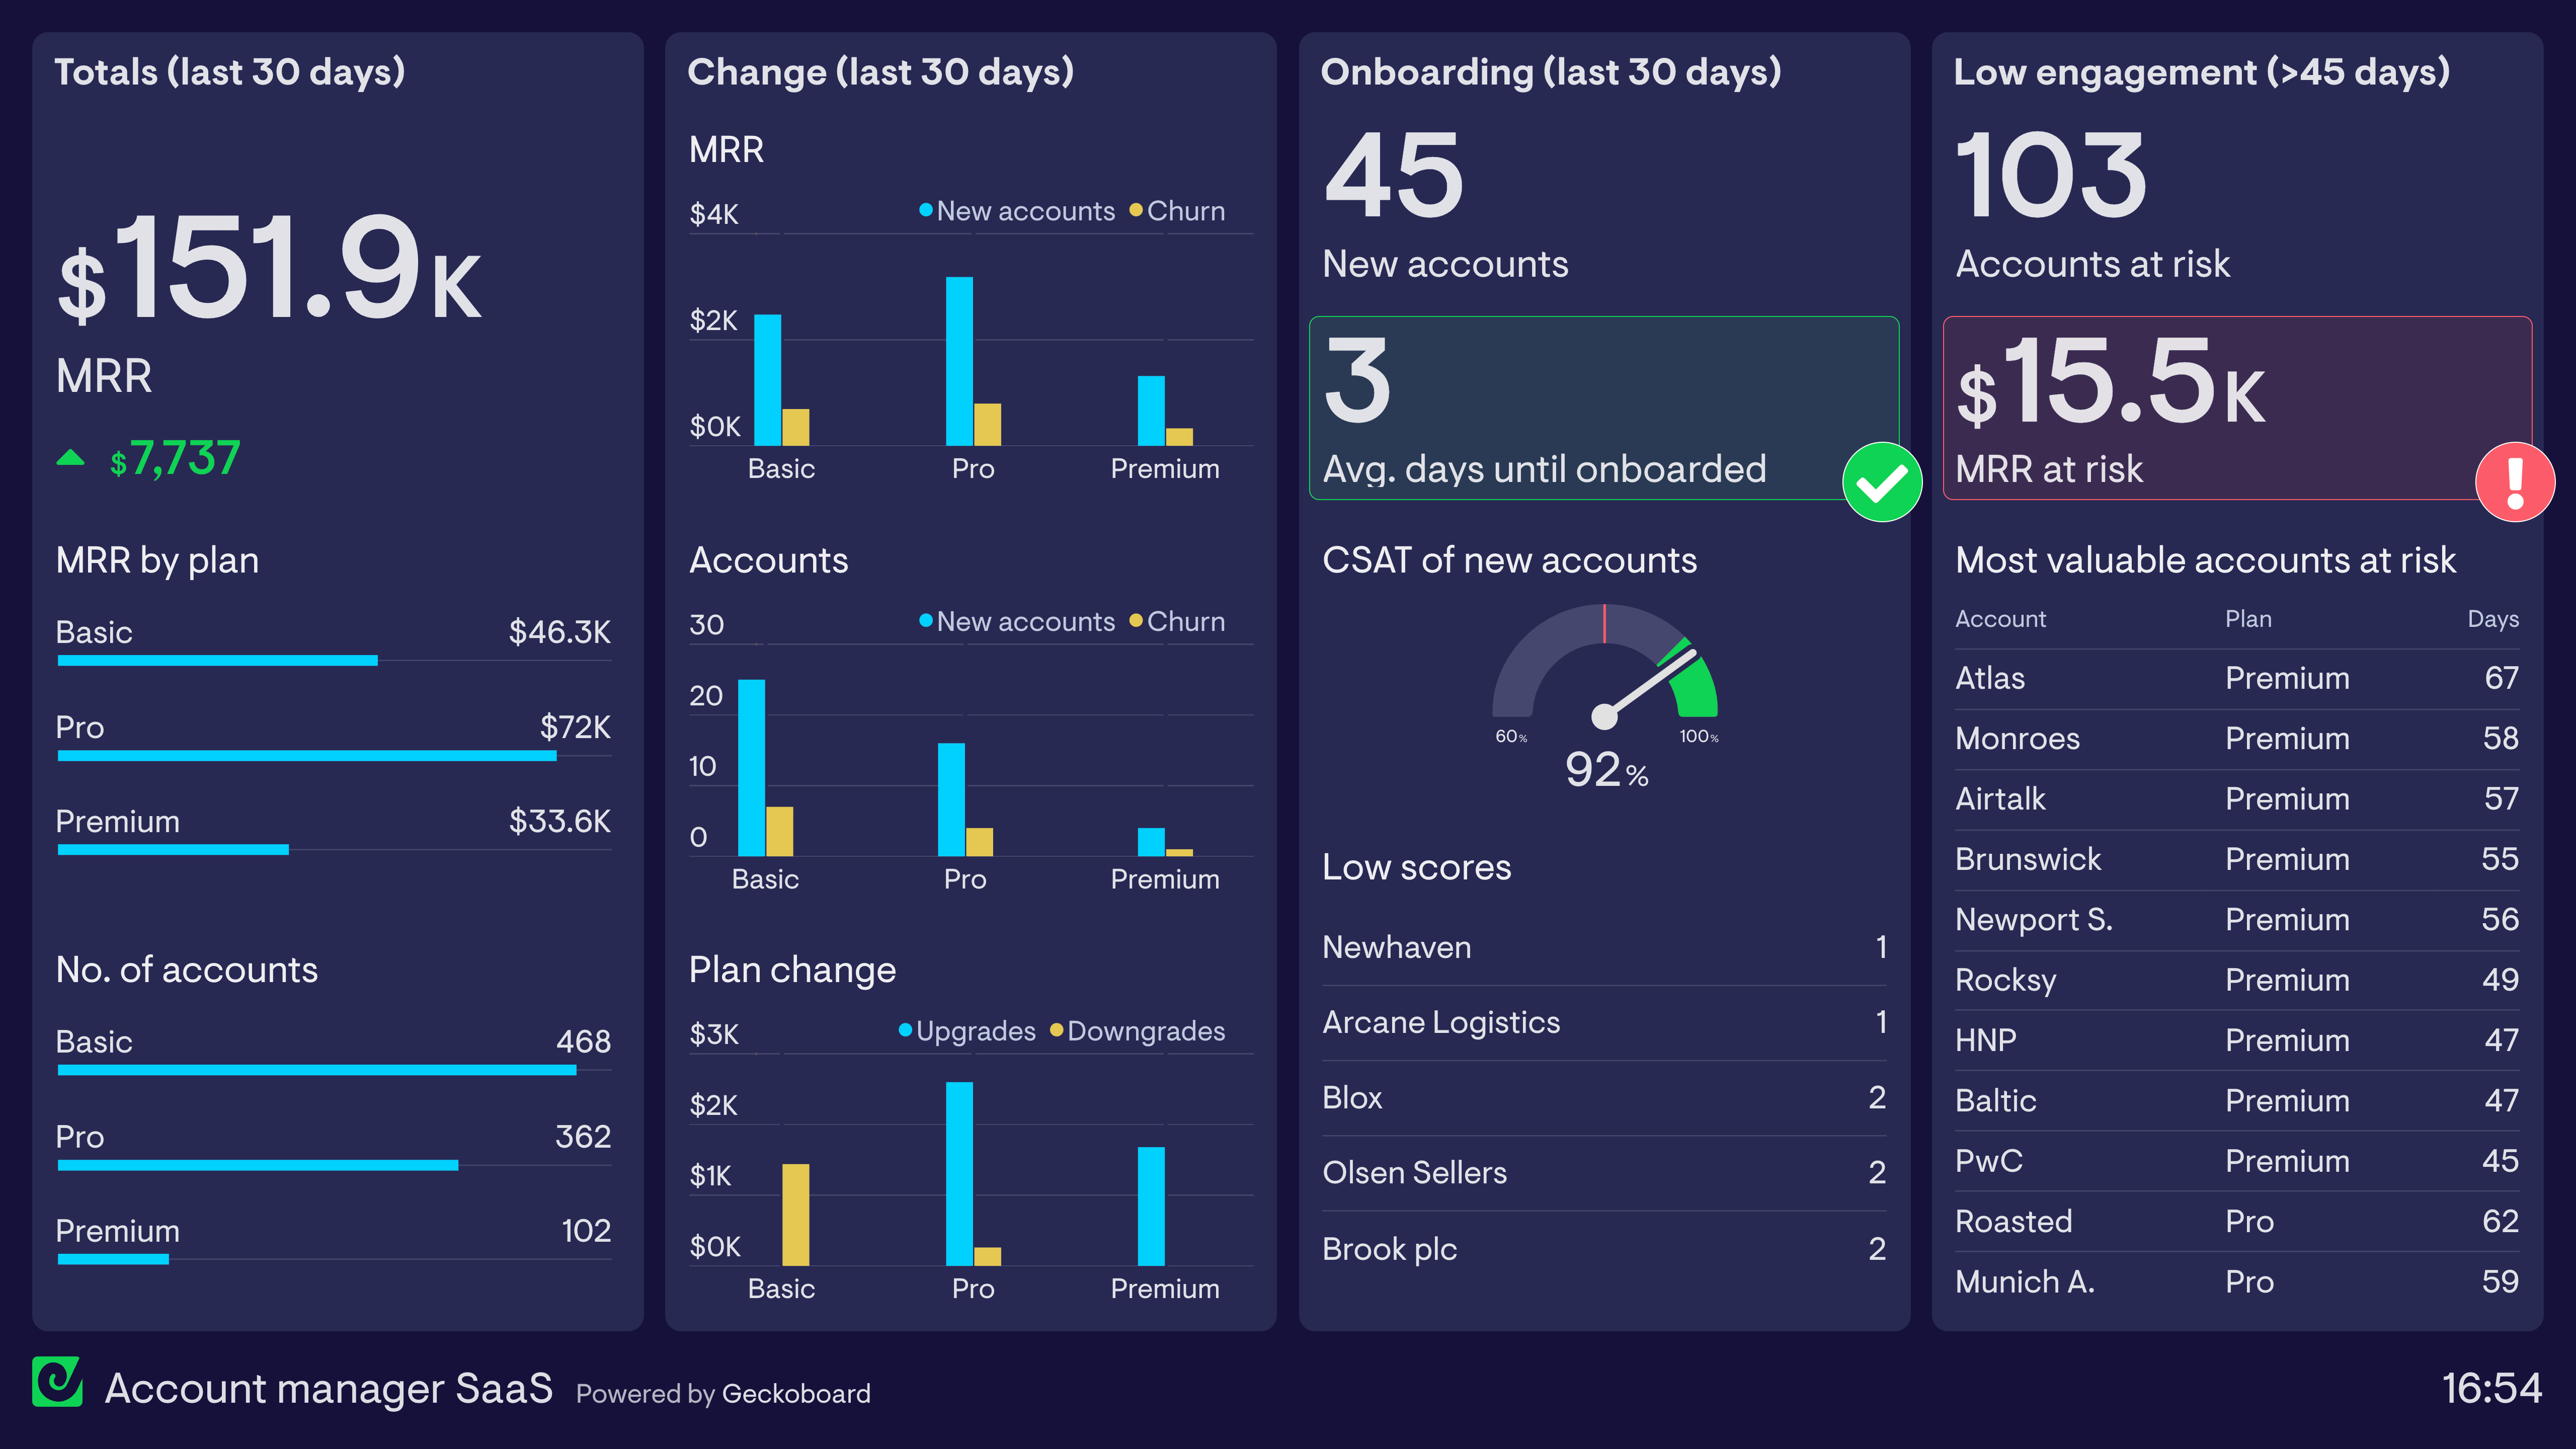 Totals (last 30 days)
$151.9K
MRR
$7,737
MRR by plan
Basic $46.3K
Pro $72K
Premium $33.6K
No. of accounts
Basic 468
Pro 362
Premium 102
Change (last 30 days)
MRR
New accounts Churn
$4K
$2K
$0K
Basic Pro Premium
Accounts
New accounts Churn
30
20
10
0
Basic Pro Premium
Plan change
Upgrades Downgrades
$3K
$2K
$1K
$0K
Basic Pro Premium
Onboarding (last 30 days)
45
New accounts
3
Avg. days until onboarded
CSAT of new accounts
60% 100%
92%
Low scores
Newhaven 1
Arcane Logistics 1
Blox 2
Olsen Sellers 2
Brook plc 2
Low engagement (>45 days)
103
Accounts at risk
$15.5K
MRR at risk
Most valuable accounts at risk
Account Plan Days
Atlas Premium 67
Monroes Premium 58
Airtalk Premium 57
Brunswick Premium 55
Newport S. Premium 56
Rocksy Premium 49
HNP Premium 47
Baltic Premium 47
PwC Premium 45
Roasted Pro 62
Munich A. Pro 59
Account manager SaaS Powered by Geckoboard
16:54